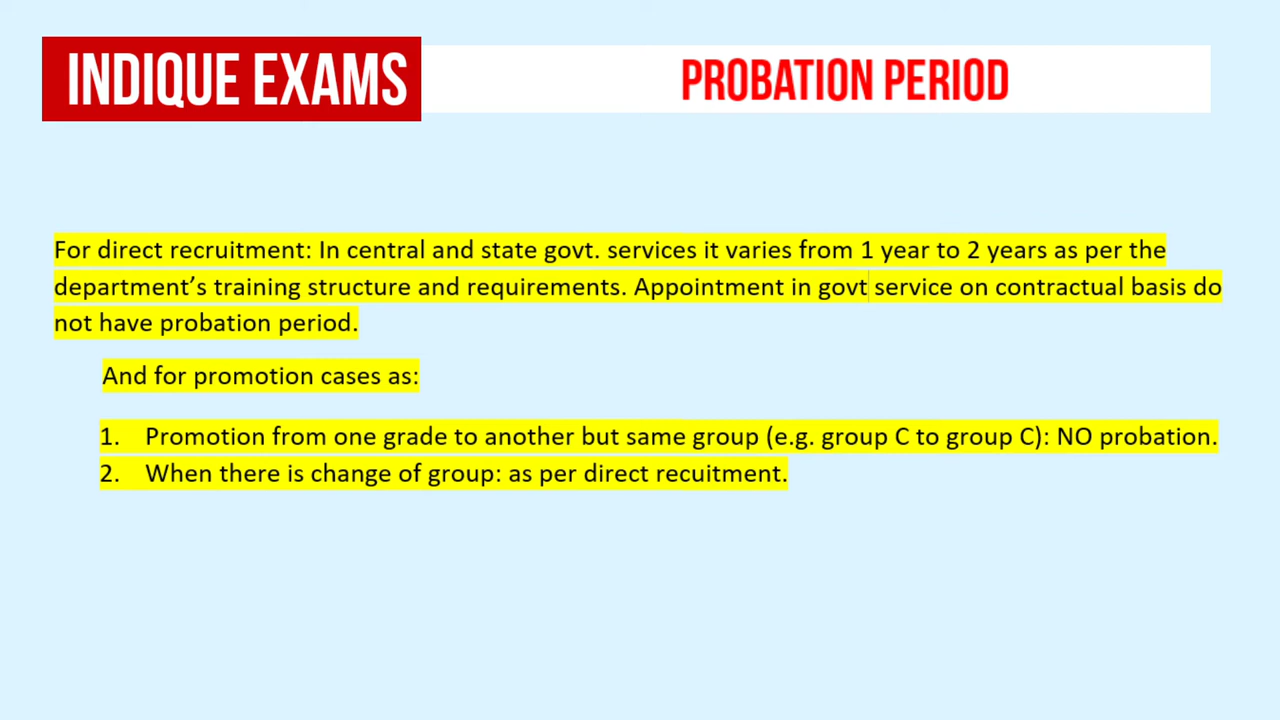 INDIQUE EXAMS
PROBATION PERIOD
For direct recruitment: In central and state govt. services it varies from 1 year to 2 years as per the
department’s training structure and requirements. Appointment in govt service on contractual basis do
not have probation period.
And for promotion cases as:
1. Promotion from one grade to another but same group (e.g. group C to group C): NO probation.
2. When there is change of group: as per direct recuitment.